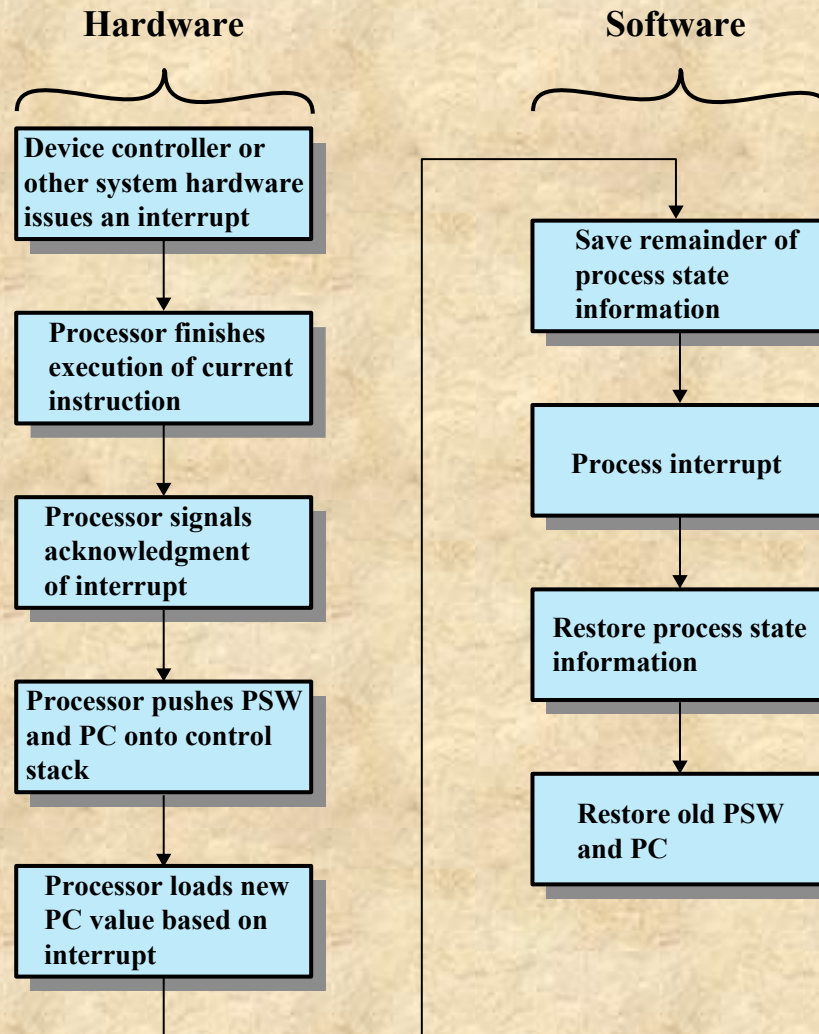 Hardware
Device controller or
other system hardware
issues an interrupt
Processor finishes
execution of current
instruction
Processor signals
acknowledgment
of interrupt
Processor pushes PSW
and PC onto control
stack
Processor loads new
PC value based on
interrupt
Software
Save remainder of
process state
information
Process interrupt
Restore process state
information
Restore old PSW
and PC